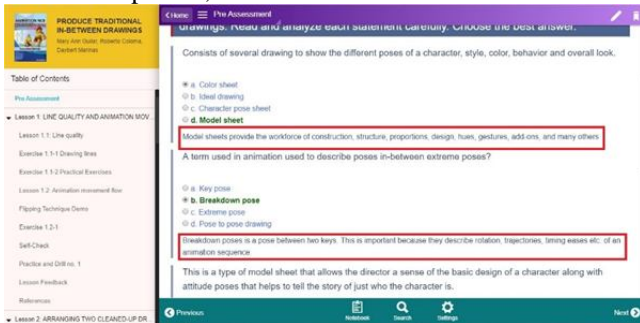 PRODUCE TRADITIONAL
IN-BETWEEN DRAWINGS
Table of Contents
Pre Assessment
Lesson 1: LINE QUALITY AND ANIMATION MOV...
Lesson 1.1: Line quality
Exercise 1.1-1 Drawing lines
Exercise 1.1-2 Practical Exercises
Lesson 1.2: Animation movement flow
Flipping Technique Demo
Exercise 1.2-1
Self-Check
Practice and Drill no. 1
Lesson Feedback
References
Lesson 2: ARRANGING TWO CLEANED-UP DR...
Home
Pre Assessment
drawings. Read and analyze each statement carefully. Choose the best answer.
Consists of several drawing to show the different poses of a character, style, color, behavior and overall look.
a. Color sheet
b. Ideal drawing
c. Character pose sheet
d. Model sheet
Model sheets provide the workforce of construction, structure, proportions, design, hues, gestures, add-ons, and many others
A term used in animation used to describe poses in-between extreme poses?
a. Key pose
b. Breakdown pose
c. Extreme pose
d. Pose to pose drawing
Breakdown poses is a pose between two keys. This is important because they describe rotation, trajectories, timing eases etc. of an
animation sequence
This is a type of model sheet that allows the director a sense of the basic design of a character along with
attitude poses that helps to tell the story of just who the character is.
Previous
Notebook
Search
Settings
Next